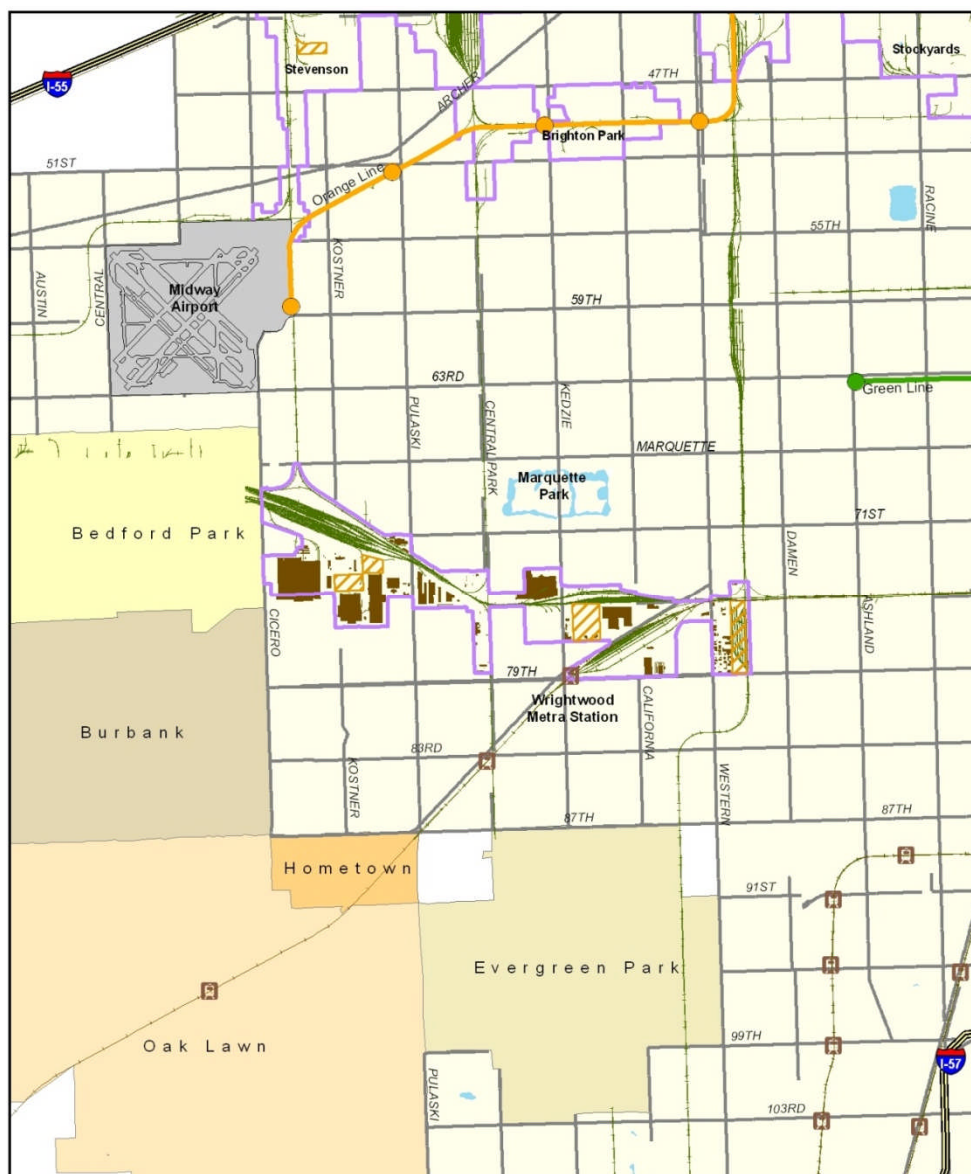 Stockyards
Stevenson
I-55
47TH
ARCHER
Brighton Park
51ST
Orange Line
RACINE
55TH
KOSTNER
AUSTIN
CENTRAL
Midway
Airport
59TH
63RD
Green Line
PULASKI
CENTRAL PARK
KEDZIE
MARQUETTE
Marquette
Park
71ST
Bedford Park
DAMEN
CICERO
ASHLAND
79TH
Wrightwood
Metra Station
CALIFORNIA
Burbank
83RD
KOSTNER
WESTERN
87TH
87TH
Hometown
91ST
Evergreen Park
Oak Lawn
99TH
I-57
PULASKI
103RD